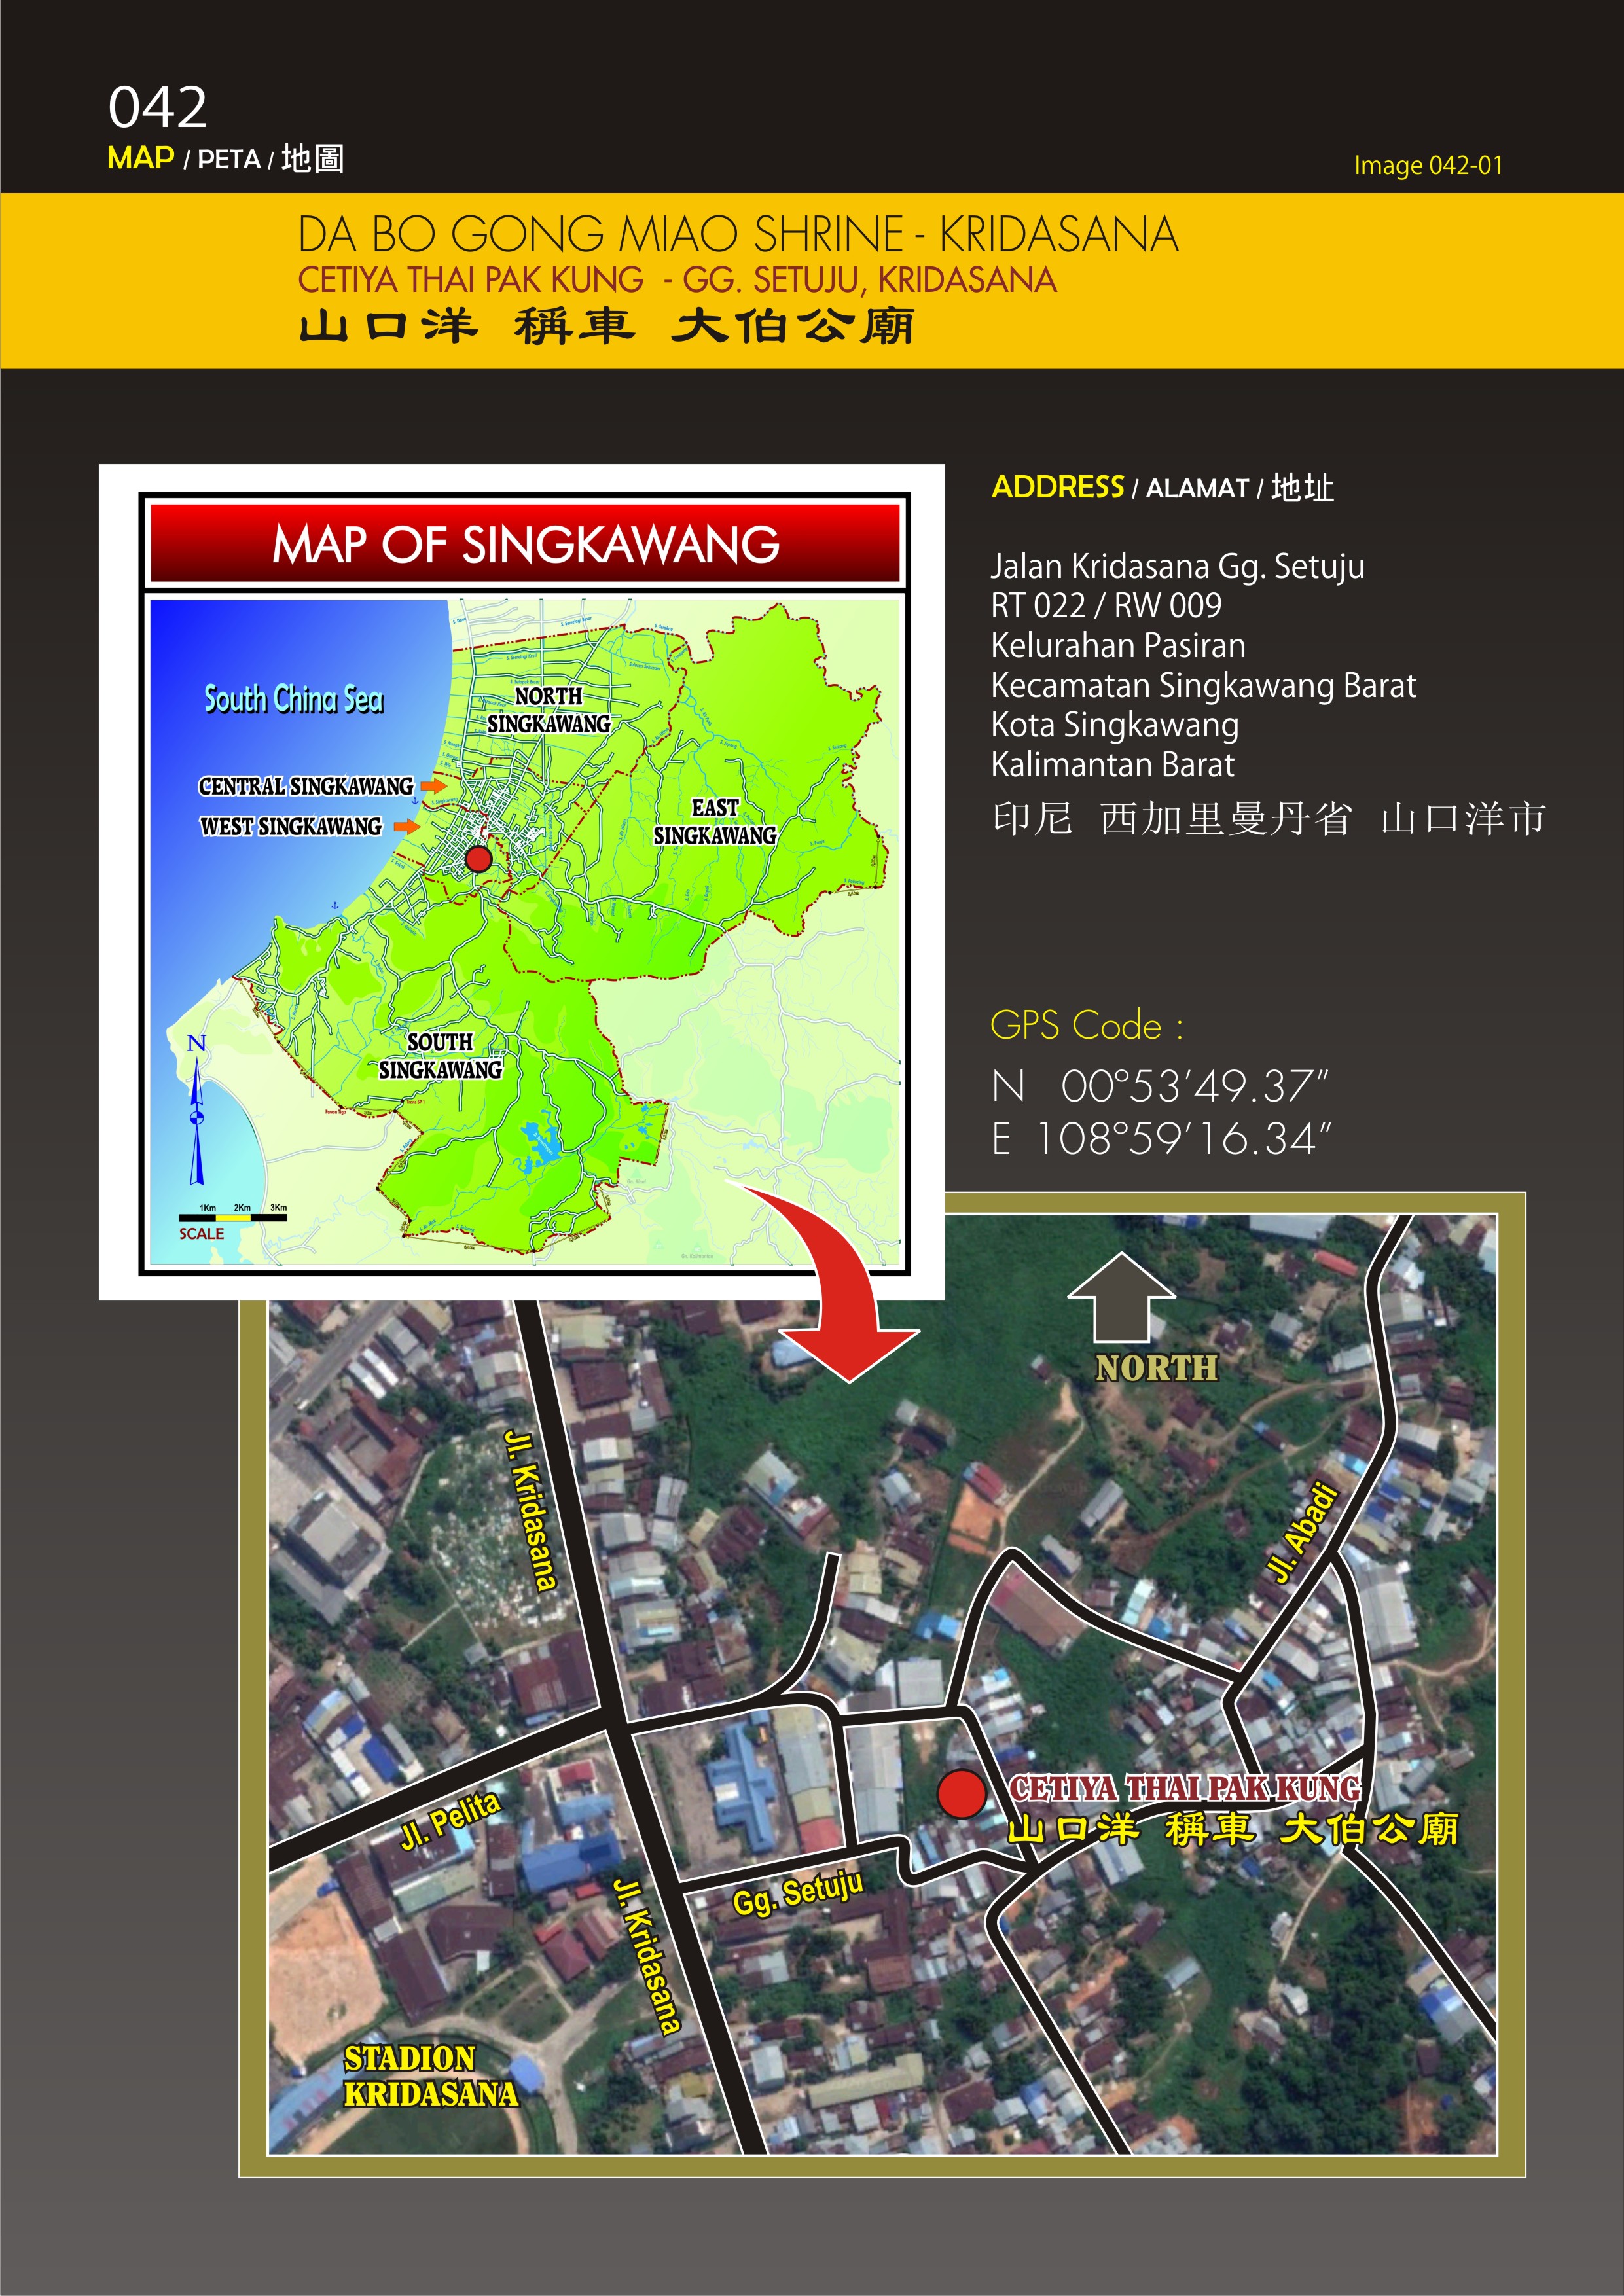 042
MAP / PETA / 地圖
Image 042-01
DA BO GONG MIAO SHRINE - KRIDASANA
CETIYA THAI PAK KUNG - GG. SETUJU, KRIDASANA
山口洋 稱車 大伯公廟
MAP OF SINGKAWANG
South China Sea
NORTH
SINGKAWANG
CENTRAL SINGKAWANG
WEST SINGKAWANG
EAST
SINGKAWANG
SOUTH
SINGKAWANG
N
1Km 2Km 3Km
SCALE
ADDRESS / ALAMAT / 地址
Jalan Kridasana Gg. Setuju
RT 022 / RW 009
Kelurahan Pasiran
Kecamatan Singkawang Barat
Kota Singkawang
Kalimantan Barat
印尼 西加里曼丹省 山口洋市
GPS Code :
N 00°53'49.37"
E 108°59'16.34"
NORTH
Jl. Kridasana
Jl. Abadi
CETIYA THAI PAK KUNG
山口洋 稱車 大伯公廟
Jl. Pelita
Gg. Setuju
Jl. Kridasana
STADION
KRIDASANA